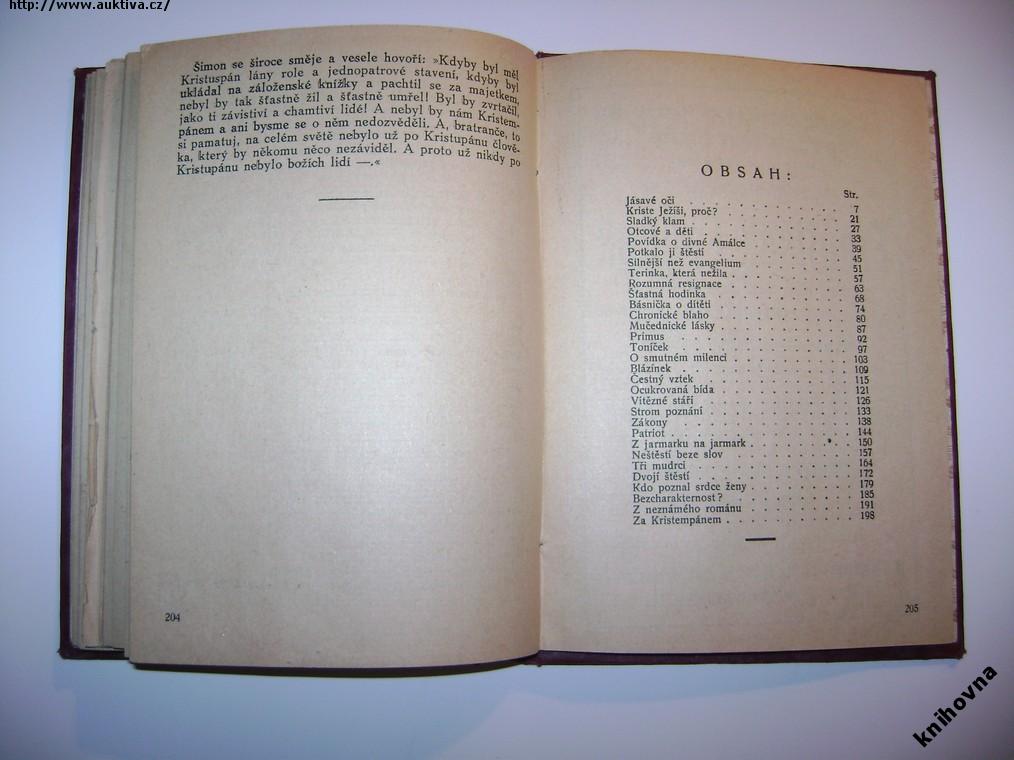 http://www.auktiva.cz/
Šimon se široce směje a vesele hovoří: »Kdyby byl měl
Kristuspán lány role a jednopatrové stavení, kdyby byl
ukládal na záloženské knížky a pachtil se za majetkem,
nebyl by tak šťastně žil a šťastně umřel! Byl by zvrtačil,
jako ti závistiví a chamtiví lidé! A nebyl by nám Kristem-
pánem a ani bysme se o něm nedozvěděli. A, bratranče, to
si pamatuj, na celém světě nebylo už po Kristupánu člově-
ka, který by někomu něco nezáviděl. A proto už nikdy po
Kristupánu nebylo božích lidí —.«
204
OBSAH:
Str.
Jásavé oči . . . . . . . . . . . 7
Kriste Ježíši, proč? . . . . . . . . . 21
Sladký klam . . . . . . . . . . . 27
Otcové a děti . . . . . . . . . . 33
Povídka o divné Amálce . . . . . . . 39
Potkalo ji štěstí . . . . . . . . . . 45
Silnější než evangelium . . . . . . . . 51
Terinka, která nežila . . . . . . . . . 57
Rozumná resignace . . . . . . . . . 63
Šťastná hodinka . . . . . . . . . . 68
Básnička o dítěti . . . . . . . . . . 74
Chronické blaho . . . . . . . . . . 80
Mučednické lásky . . . . . . . . . 87
Primus . . . . . . . . . . . . 92
Toníček . . . . . . . . . . . . 97
O smutném milenci . . . . . . . . . 103
Blázínek . . . . . . . . . . . . 109
Čestný vztek . . . . . . . . . . . 115
Ocukrovaná bída . . . . . . . . . . 121
Vítězné stáří . . . . . . . . . . . 126
Strom poznání . . . . . . . . . . 133
Zákony . . . . . . . . . . . . 138
Patriot . . . . . . . . . . . . 144
Z jarmarku na jarmark . . . . . . . . 150
Neštěstí beze slov . . . . . . . . . 157
Tři mudrci . . . . . . . . . . . 164
Dvojí štěstí . . . . . . . . . . . 172
Kdo poznal srdce ženy . . . . . . . . 179
Bezcharakternost? . . . . . . . . . 185
Z neznámého románu . . . . . . . . 191
Za Kristempánem . . . . . . . . . . 198
205
knihovna